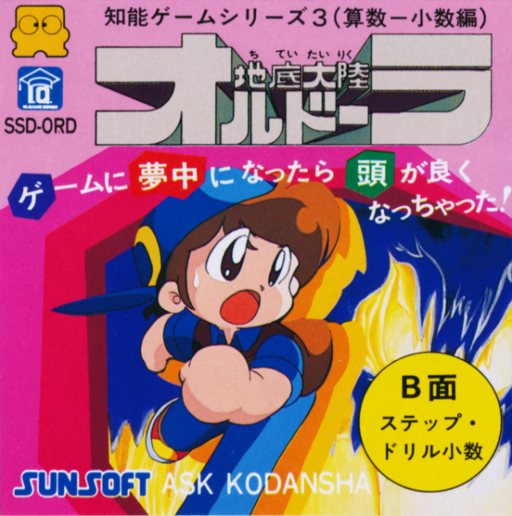 知能ゲームシリーズ3(算数ー小数編)
SSD-ORD
ち てい たい りく
地底大陸
オルドーラ
ゲームに夢中になったら頭が良く
なっちゃった!
B面
ステップ・
ドリル小数
SUNSOFT ASK KODANSHA